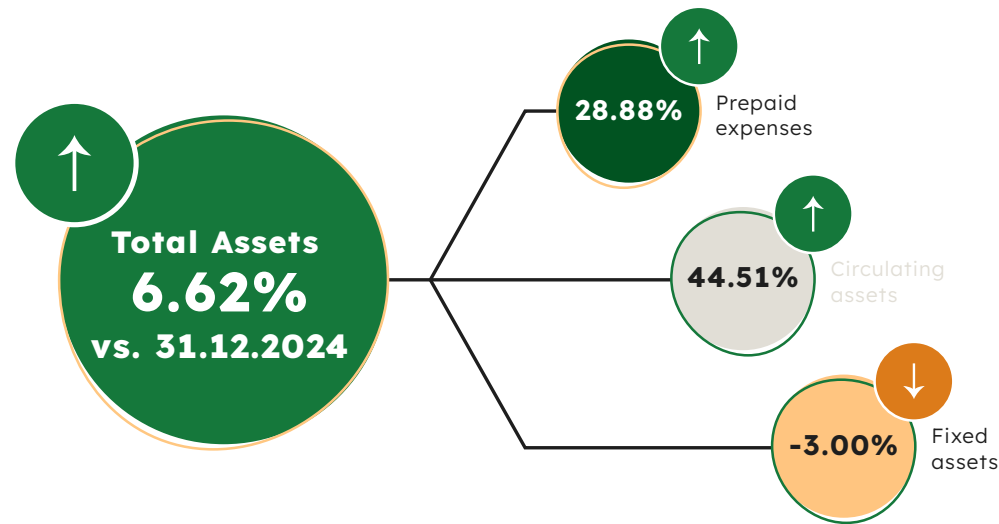 Total Assets
6.62%
vs. 31.12.2024
28.88%
Prepaid
expenses
44.51%
Circulating
assets
-3.00%
Fixed
assets